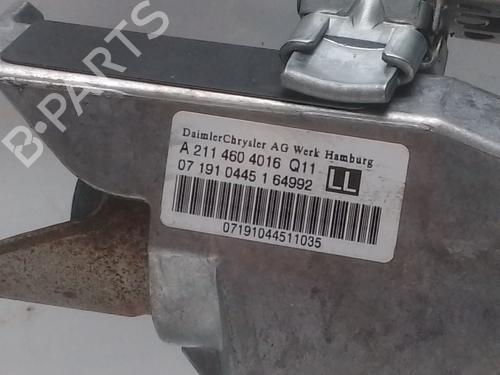 B-PARTS
DaimlerChrysler AG Werk Hamburg
A 211 460 4016 Q11
07 191 0445 1 64992 LL
07191044511035